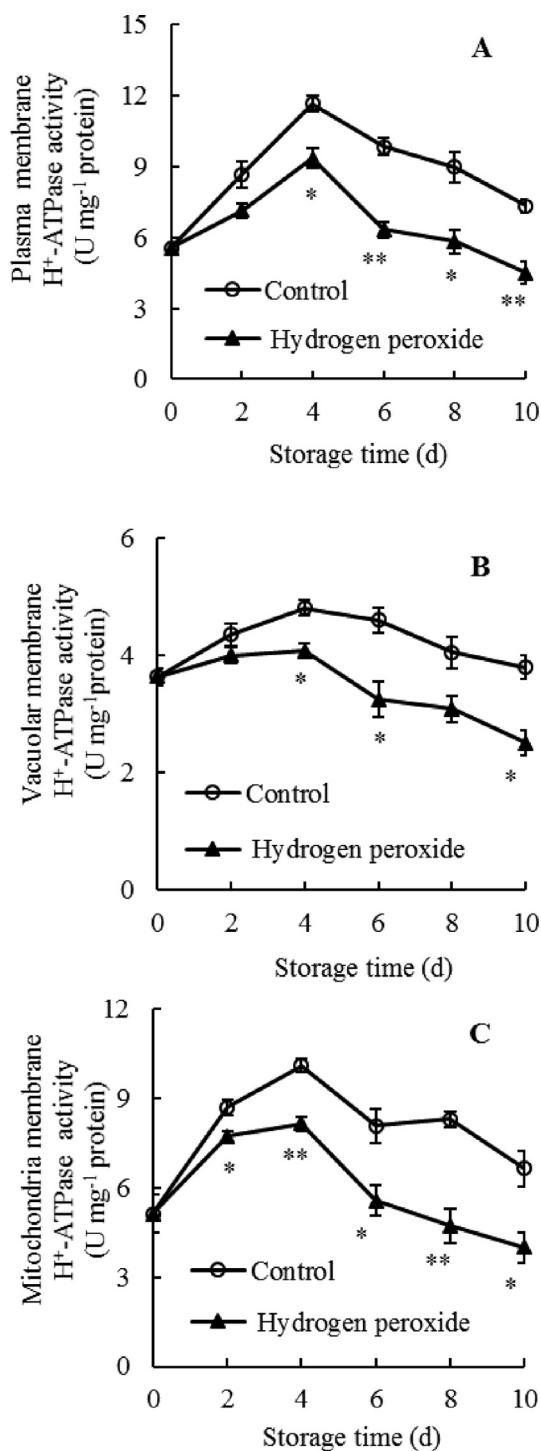 A
Plasma membrane
H⁺-ATPase activity
(U mg⁻¹ protein)
15
12
9
6
3
0
*
**
*
**
Control
Hydrogen peroxide
0 2 4 6 8 10
Storage time (d)
B
Vacuolar membrane
H⁺-ATPase activity
(U mg⁻¹protein)
6
4
2
0
*
*
*
Control
Hydrogen peroxide
0 2 4 6 8 10
Storage time (d)
C
Mitochondria membrane
H⁺-ATPase activity
(U mg⁻¹ protein)
12
9
6
3
0
*
**
*
**
*
Control
Hydrogen peroxide
0 2 4 6 8 10
Storage time (d)